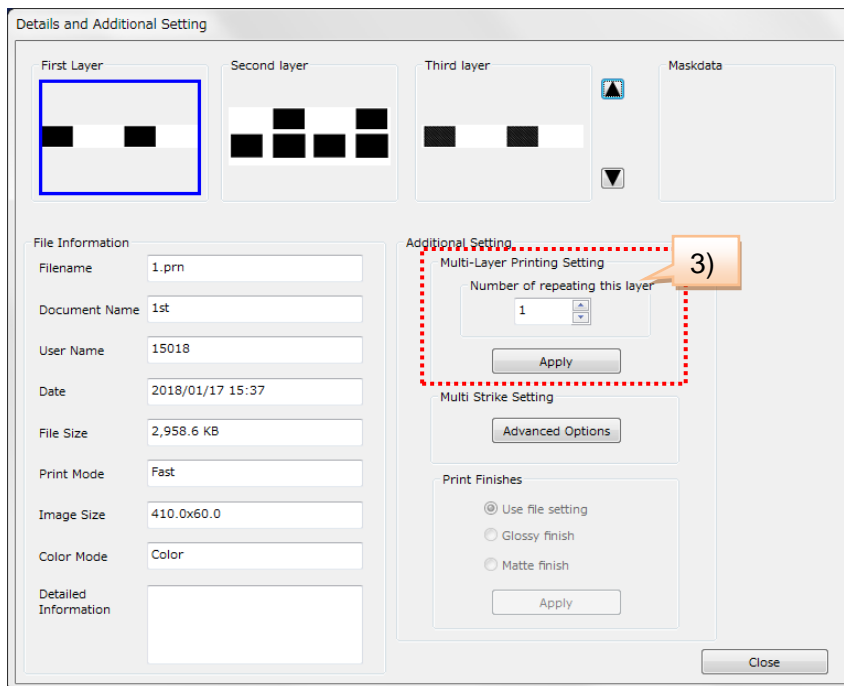 Details and Additional Setting
First Layer
Second layer
Third layer
Maskdata
File Information
Filename 1.prn
Document Name 1st
User Name 15018
Date 2018/01/17 15:37
File Size 2,958.6 KB
Print Mode Fast
Image Size 410.0x60.0
Color Mode Color
Detailed
Information
Additional Setting
Multi-Layer Printing Setting
3)
Number of repeating this layer
1
Apply
Multi Strike Setting
Advanced Options
Print Finishes
Use file setting
Glossy finish
Matte finish
Apply
Close